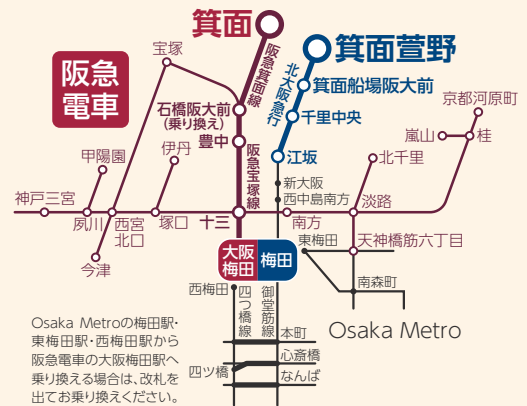 箕面
箕面萱野
阪急
電車
宝塚
阪急箕面線
北大阪急行
箕面船場阪大前
石橋阪大前
(乗り換え)
千里中央
京都河原町
豊中
嵐山
桂
甲陽園
伊丹
阪急宝塚線
江坂
北千里
新大阪
西中島南方
神戸三宮
夙川
西宮
北口
塚口
十三
南方
淡路
今津
大阪
梅田
梅田
東梅田
天神橋筋六丁目
西梅田
四つ橋線
御堂筋線
南森町
Osaka Metro
本町
心斎橋
四ツ橋
なんば
Osaka Metroの梅田駅・
東梅田駅・西梅田駅から
阪急電車の大阪梅田駅へ
乗り換える場合は、改札を
出てお乗り換えください。